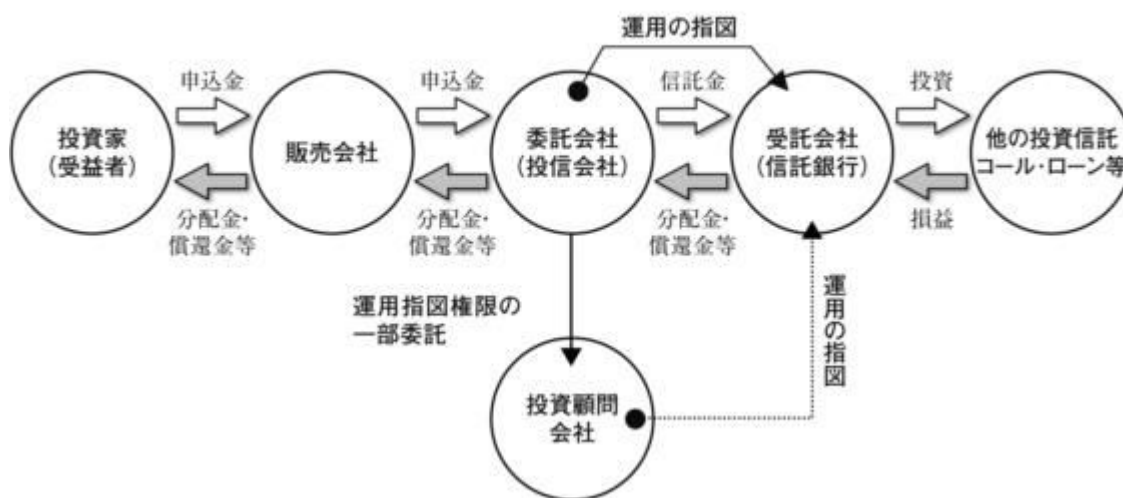 運用の指図
申込金
申込金
信託金
投資
投資家
(受益者)
販売会社
委託会社
(投信会社)
受託会社
(信託銀行)
他の投資信託
コール・ローン等
分配金・
償還金等
分配金・
償還金等
分配金・
償還金等
損益
運用指図権限の
一部委託
運用の指図
投資顧問
会社